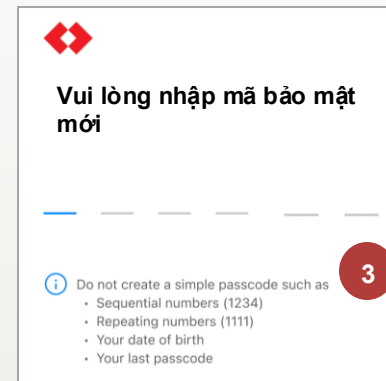 Vui lòng nhập mã bảo mật
mới
Do not create a simple passcode such as
• Sequential numbers (1234)
• Repeating numbers (1111)
• Your date of birth
• Your last passcode
3